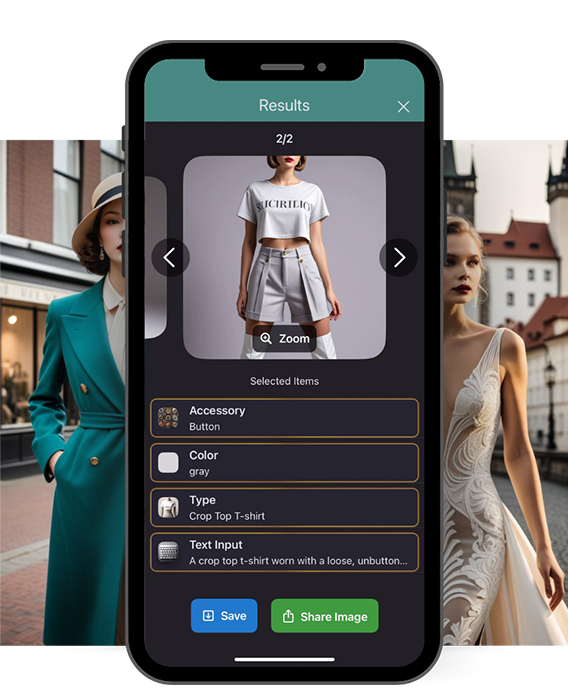 Results
2/2
Zoom
Selected Items
Accessory
Button
Color
gray
Type
Crop Top T-shirt
Text Input
A crop top t-shirt worn with a loose, unbutton...
Save
Share Image